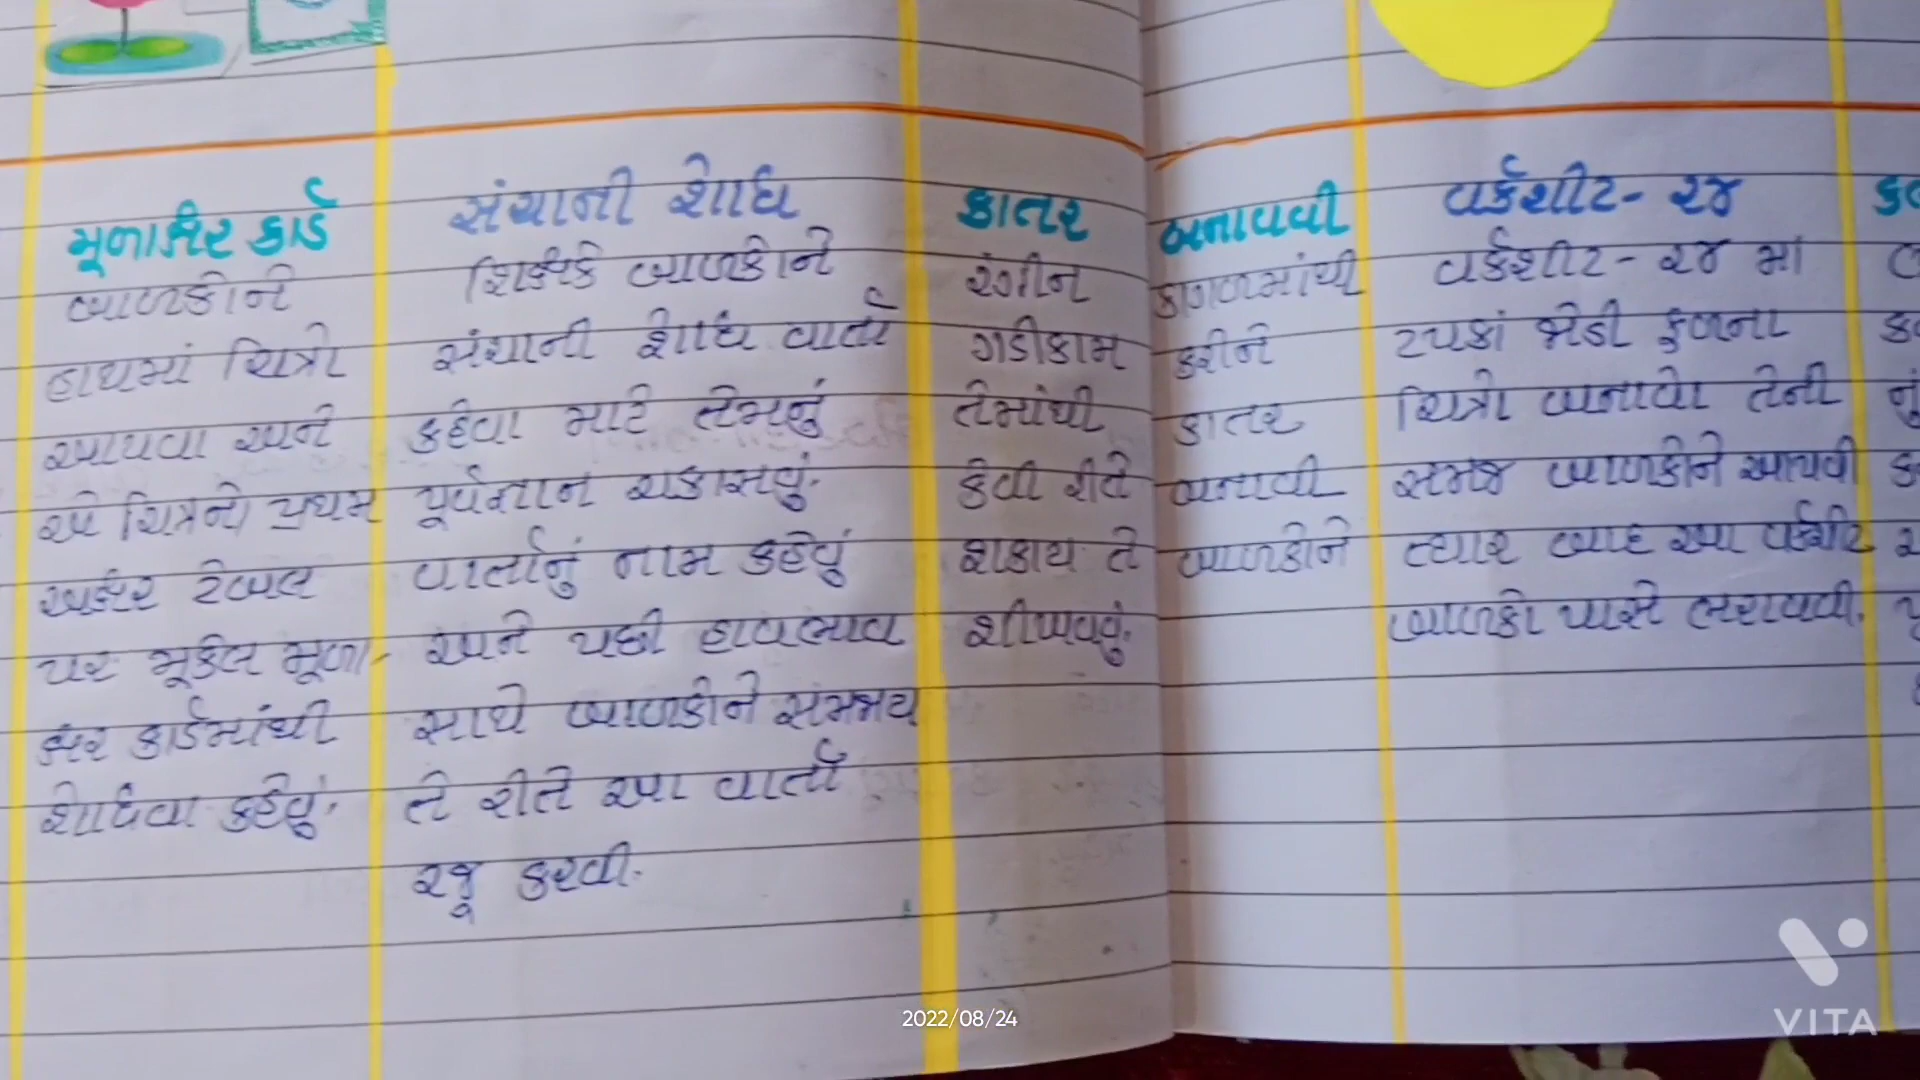 મૂળાક્ષર કાર્ડ
બાળકોને
હાથમાં ચિત્રો
આપવા અને
એ ચિત્રનો પ્રથમ
અક્ષર ટેબલ
પર મૂકેલ મૂળા-
ક્ષર કાર્ડમાંથી
શોધવા કહેવું.
સંચાની શોધ
શિક્ષકે બાળકોને
સંચાની શોધ વાર્તા
કહેવા માટે તેમનું
પૂર્વજ્ઞાન ચકાસવું.
વાર્તાનું નામ કહેવું
અને પછી હાવભાવ
સાથે બાળકોને સમજાય
તે રીતે આ વાર્તા
રજૂ કરવી.
કાતર બનાવવી
રંગીન કાગળમાંથી
ગડીકામ કરીને
તેમાંથી કાતર
કેવી રીતે બનાવી
શકાય તે બાળકોને
શીખવવું.
વર્કશીટ- ૨૪
વર્કશીટ- ૨૪ માં
ટપકાં જોડી ફળના
ચિત્રો બનાવો તેની
સમજ બાળકોને આપવી
ત્યાર બાદ આ વર્કશીટ
બાળકો પાસે ભરાવવી.
2022/08/24
VITA